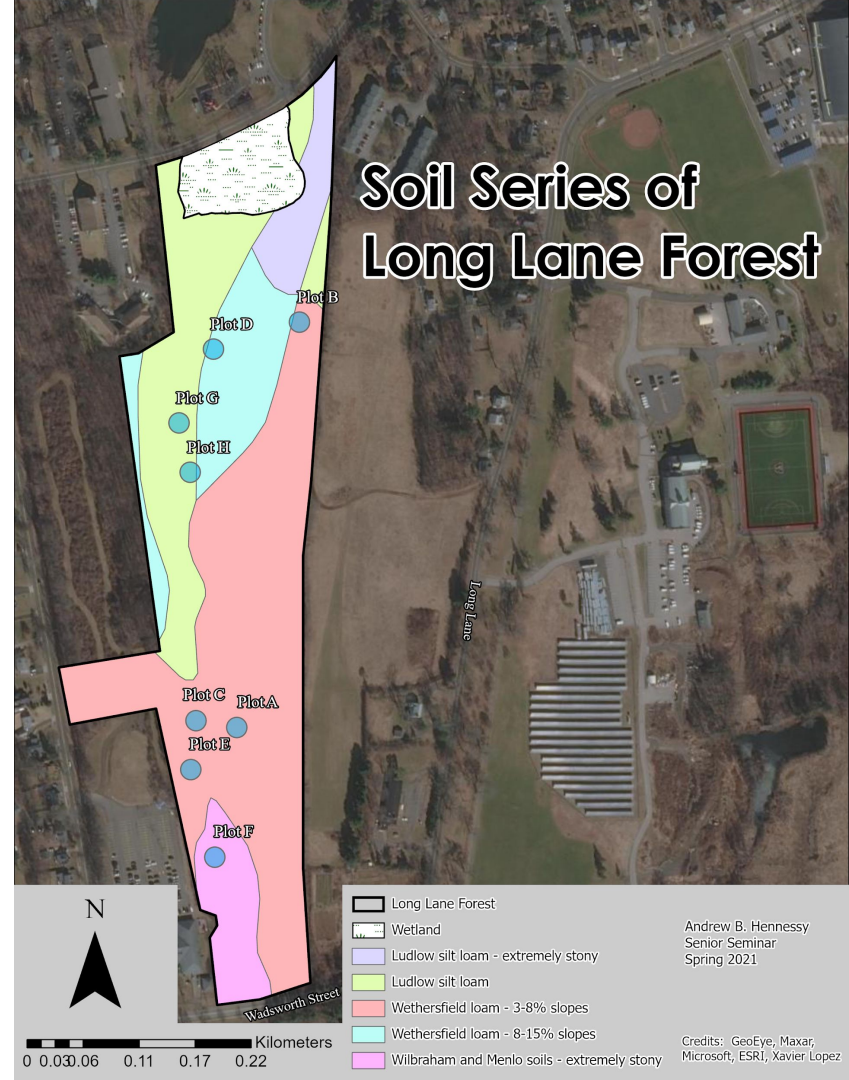 Soil Series of
Long Lane Forest
Plot B
Plot D
Plot G
Plot H
Long Lane
Plot C
Plot A
Plot E
Plot F
Wadsworth Street
N
Kilometers
0 0.030.06 0.11 0.17 0.22
Long Lane Forest
Wetland
Ludlow silt loam - extremely stony
Ludlow silt loam
Wethersfield loam - 3-8% slopes
Wethersfield loam - 8-15% slopes
Wilbraham and Menlo soils - extremely stony
Andrew B. Hennessy
Senior Seminar
Spring 2021
Credits: GeoEye, Maxar,
Microsoft, ESRI, Xavier Lopez